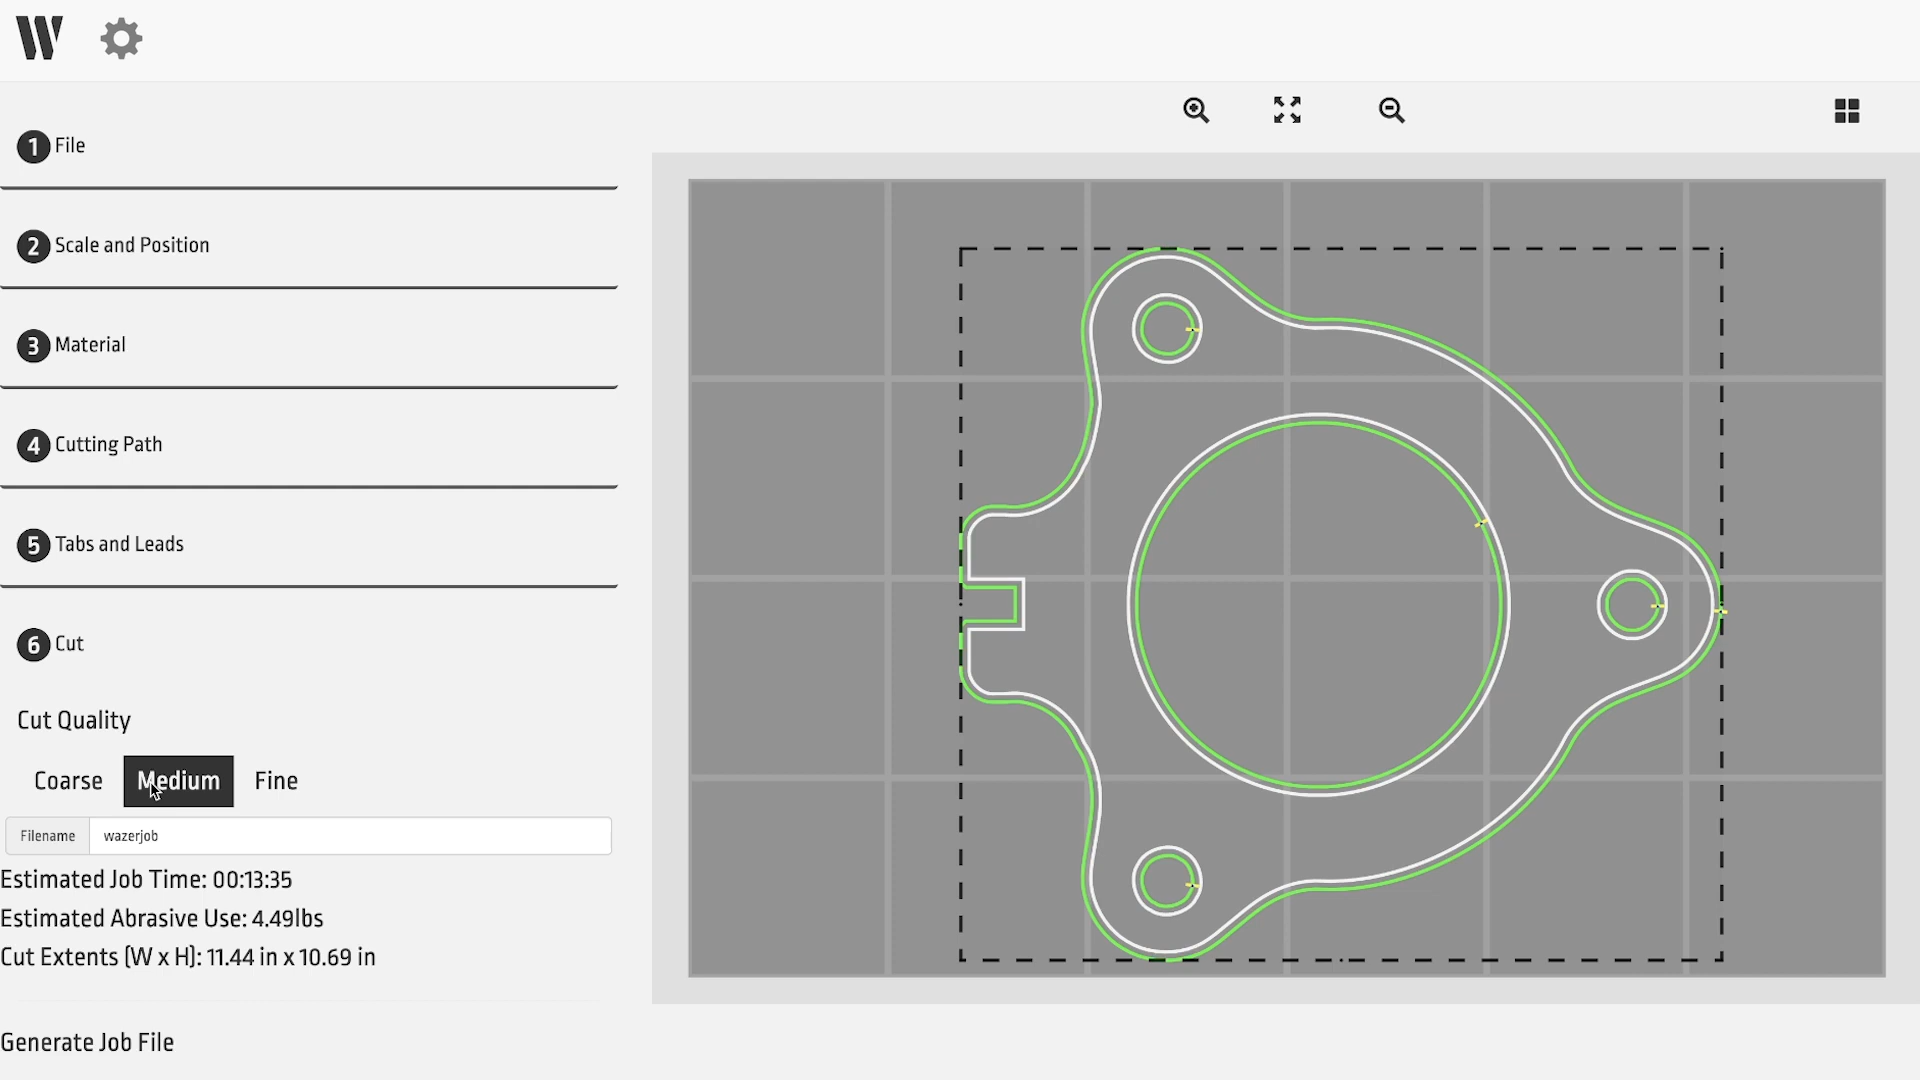 W
1 File
2 Scale and Position
3 Material
4 Cutting Path
5 Tabs and Leads
6 Cut
Cut Quality
Coarse Medium Fine
Filename wazerjob
Estimated Job Time: 00:13:35
Estimated Abrasive Use: 4.49lbs
Cut Extents (W x H): 11.44 in x 10.69 in
Generate Job File